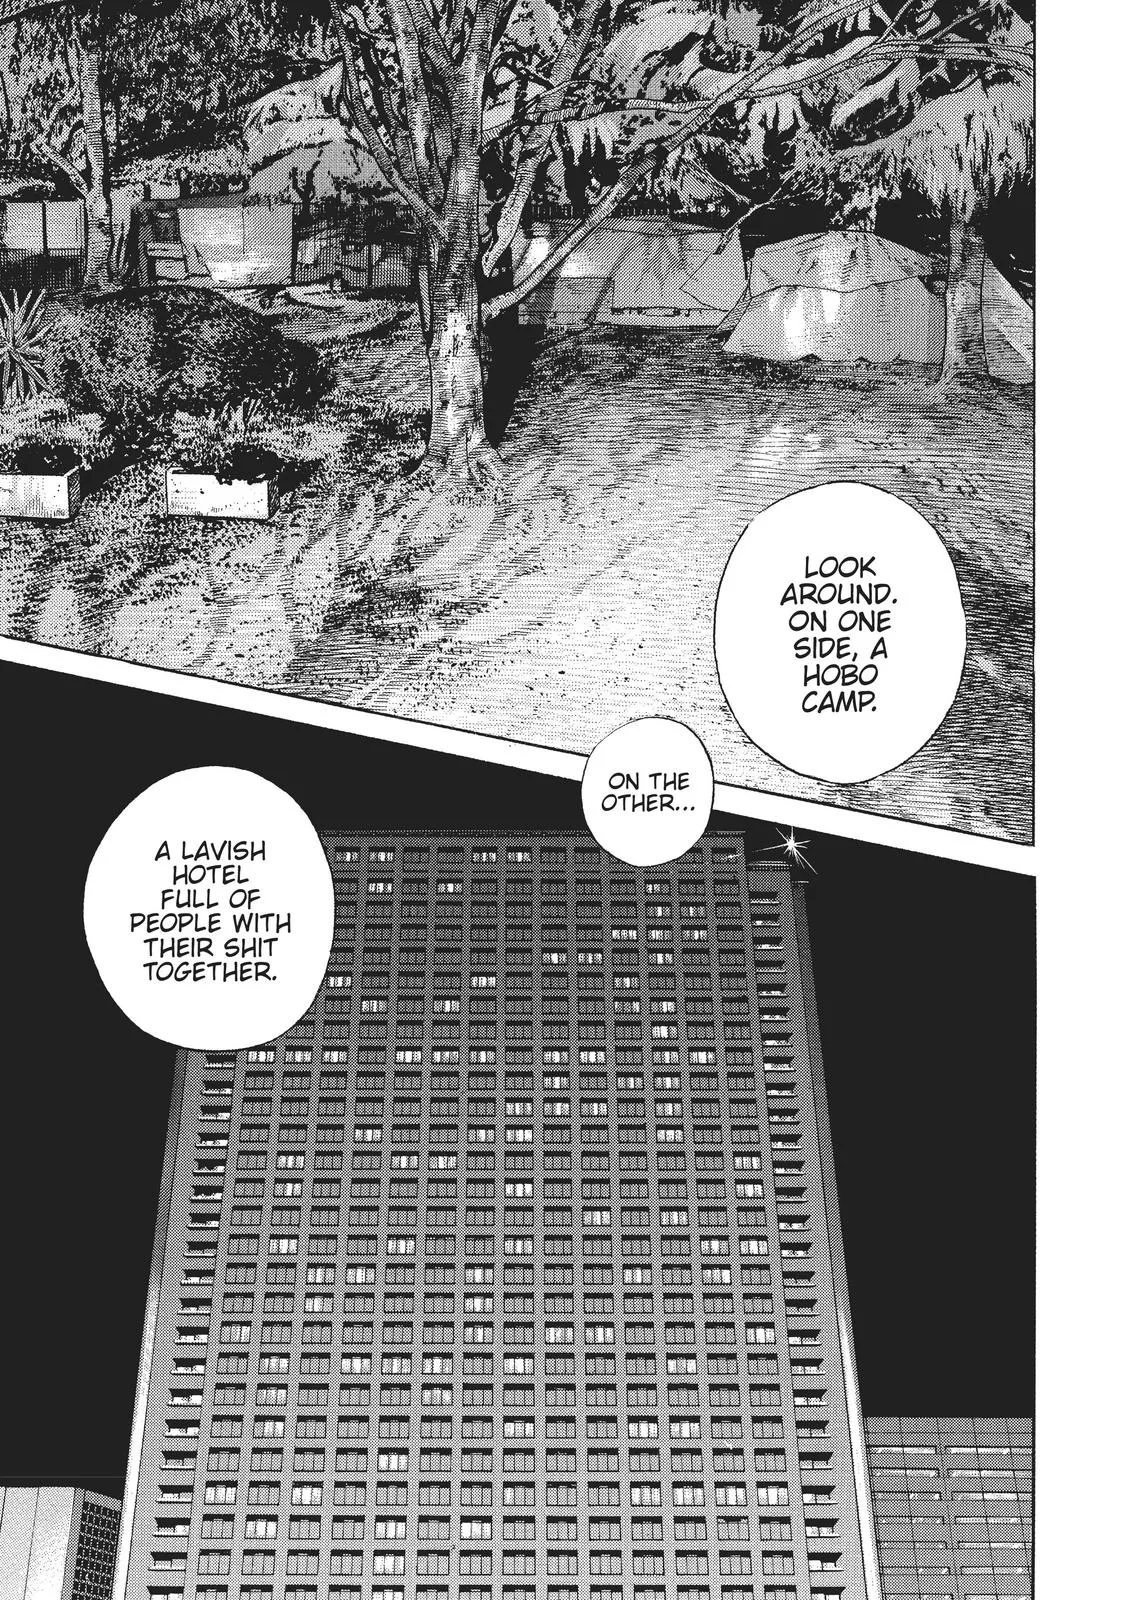 LOOK
AROUND.
ON ONE
SIDE, A
HOBO
CAMP.
ON THE
OTHER...
A LAVISH
HOTEL
FULL OF
PEOPLE WITH
THEIR SHIT
TOGETHER.